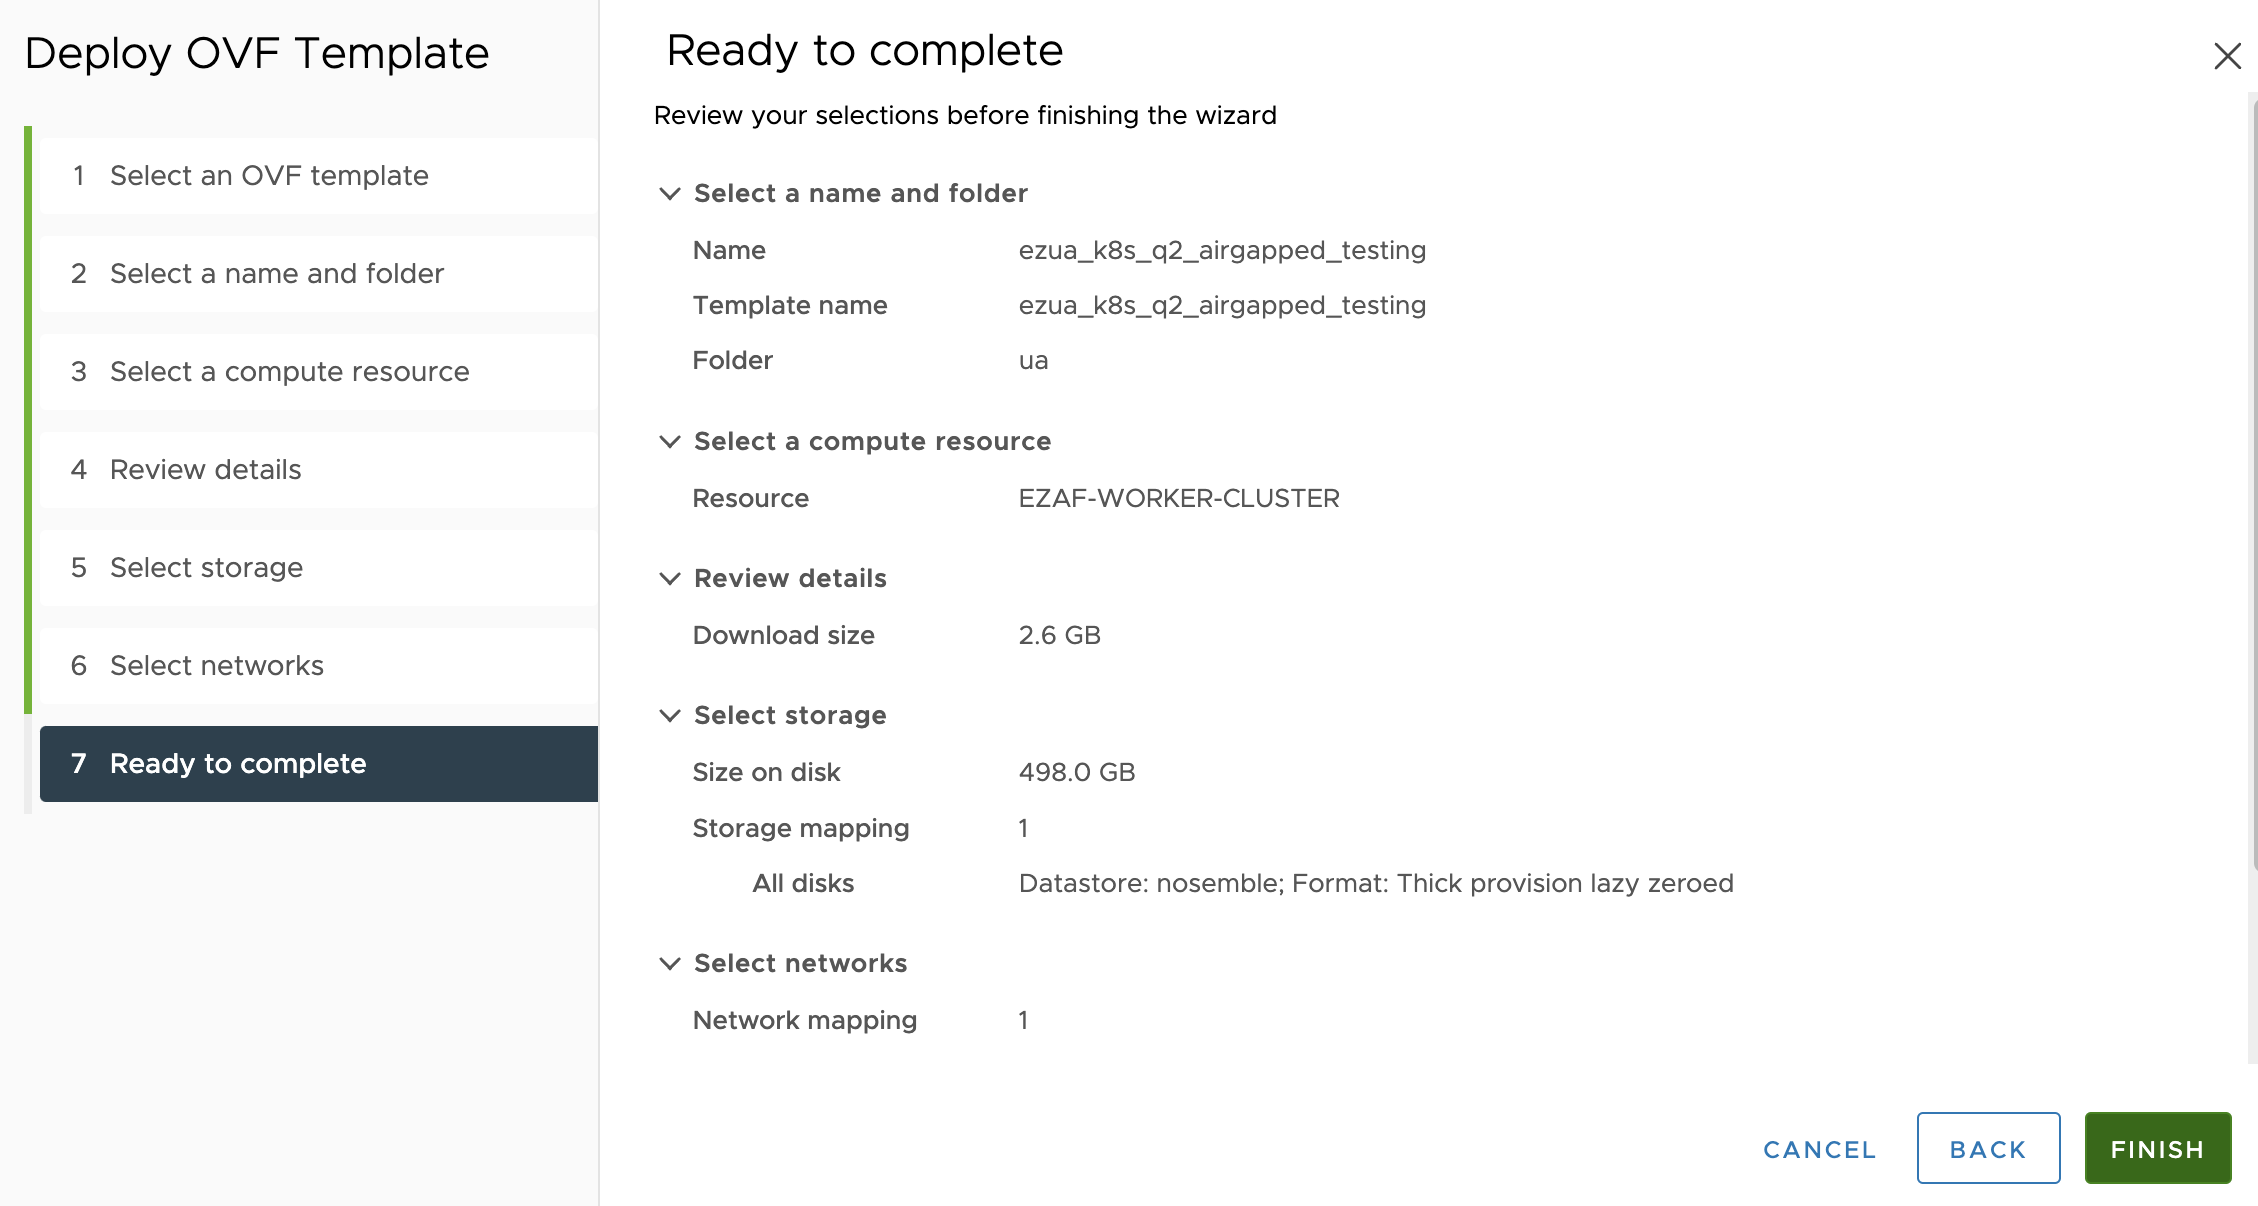 Deploy OVF Template
1 Select an OVF template
2 Select a name and folder
3 Select a compute resource
4 Review details
5 Select storage
6 Select networks
7 Ready to complete
Ready to complete
Review your selections before finishing the wizard
Select a name and folder
Name ezua_k8s_q2_airgapped_testing
Template name ezua_k8s_q2_airgapped_testing
Folder ua
Select a compute resource
Resource EZAF-WORKER-CLUSTER
Review details
Download size 2.6 GB
Select storage
Size on disk 498.0 GB
Storage mapping 1
All disks Datastore: nosemble; Format: Thick provision lazy zeroed
Select networks
Network mapping 1
CANCEL BACK FINISH